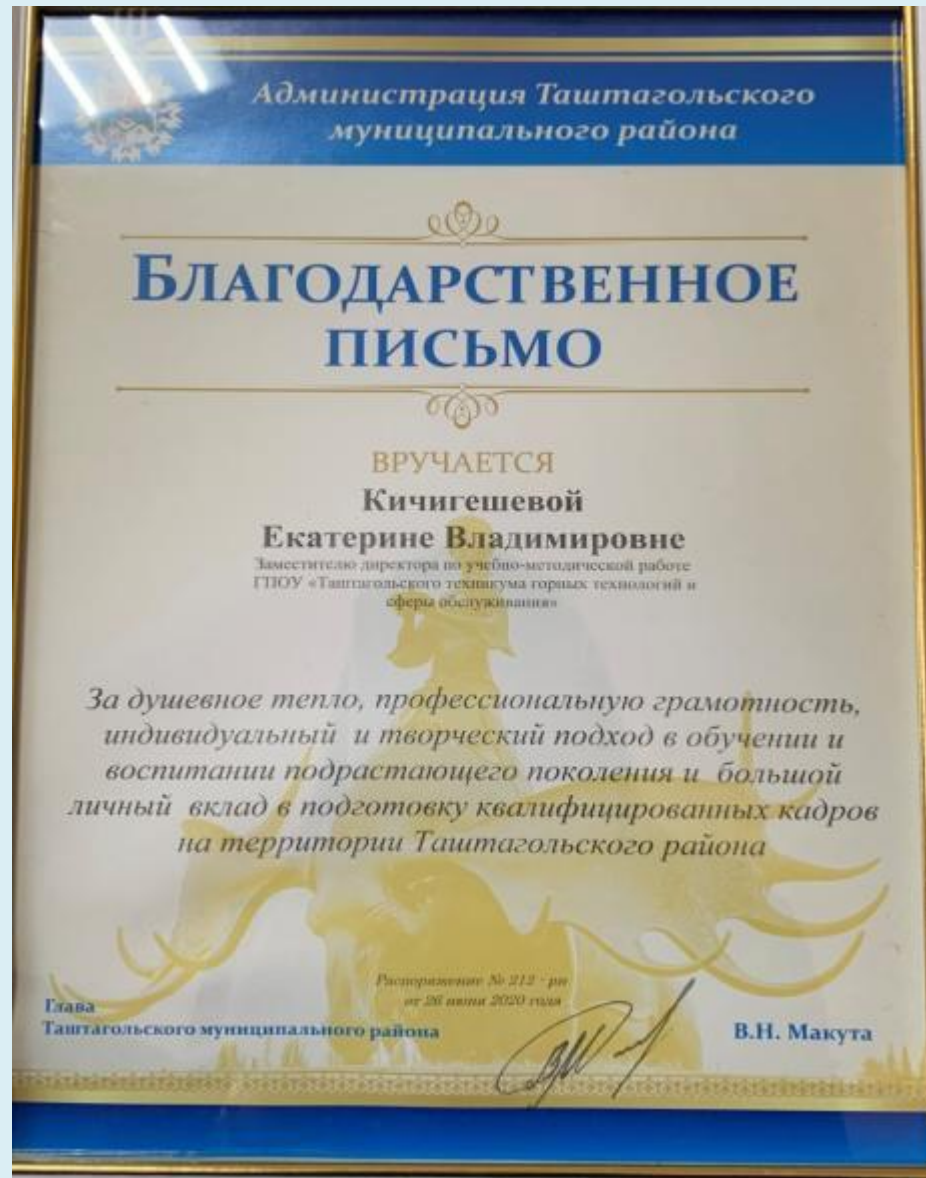 Администрация Таштагольского
муниципального района
БЛАГОДАРСТВЕННОЕ
ПИСЬМО
ВРУЧАЕТСЯ
Кичигешевой
Екатерине Владимировне
Заместителю директора по учебно-методической работе
ГПОУ «Таштагольского техникума горных технологий и
сферы обслуживания»
За душевное тепло, профессиональную грамотность,
индивидуальный и творческий подход в обучении и
воспитании подрастающего поколения и большой
личный вклад в подготовку квалифицированных кадров
на территории Таштагольского района
Распоряжение № 212 - рп
от 26 2020 года
Глава
Таштагольского муниципального района
В.Н. Макута